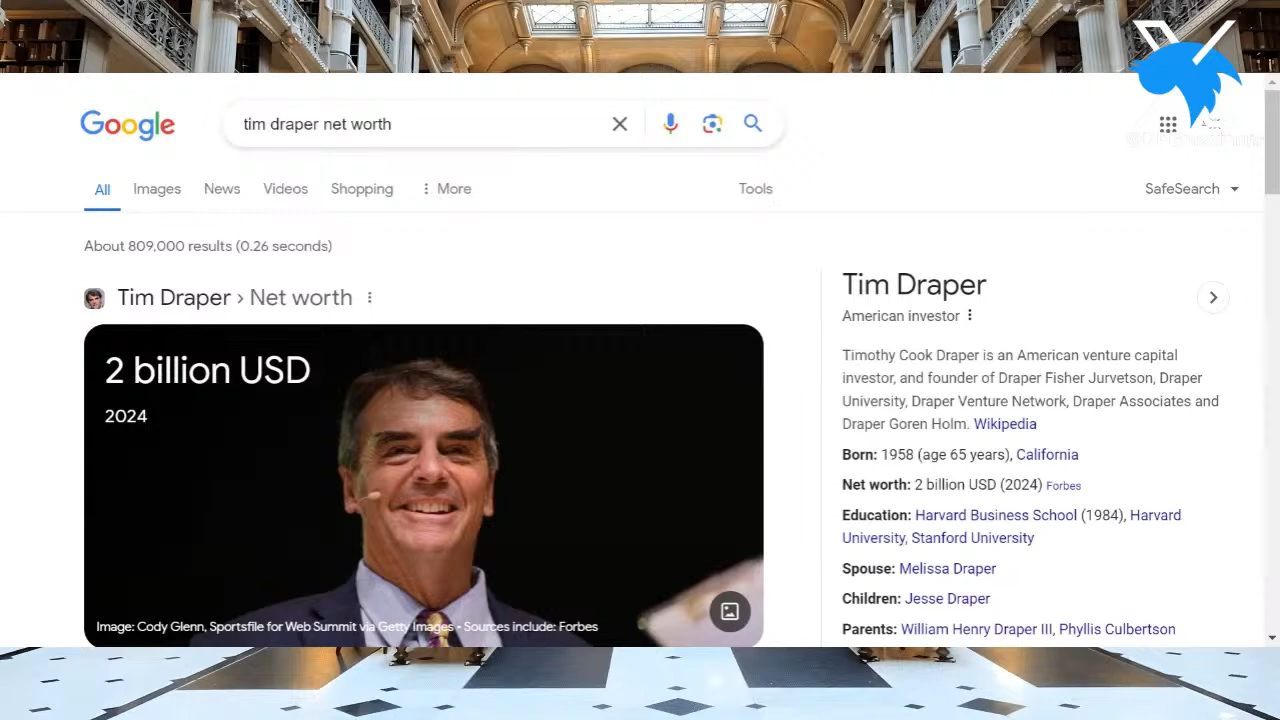 Google
tim draper net worth
All Images News Videos Shopping More
Tools
SafeSearch
About 809,000 results (0.26 seconds)
Tim Draper › Net worth
2 billion USD
2024
Image: Cody Glenn, Sportsfile for Web Summit via Getty Images • Sources include: Forbes
Tim Draper
American investor
Timothy Cook Draper is an American venture capital
investor, and founder of Draper Fisher Jurvetson, Draper
University, Draper Venture Network, Draper Associates and
Draper Goren Holm. Wikipedia
Born: 1958 (age 65 years), California
Net worth: 2 billion USD (2024) Forbes
Education: Harvard Business School (1984), Harvard
University, Stanford University
Spouse: Melissa Draper
Children: Jesse Draper
Parents: William Henry Draper III, Phyllis Culbertson